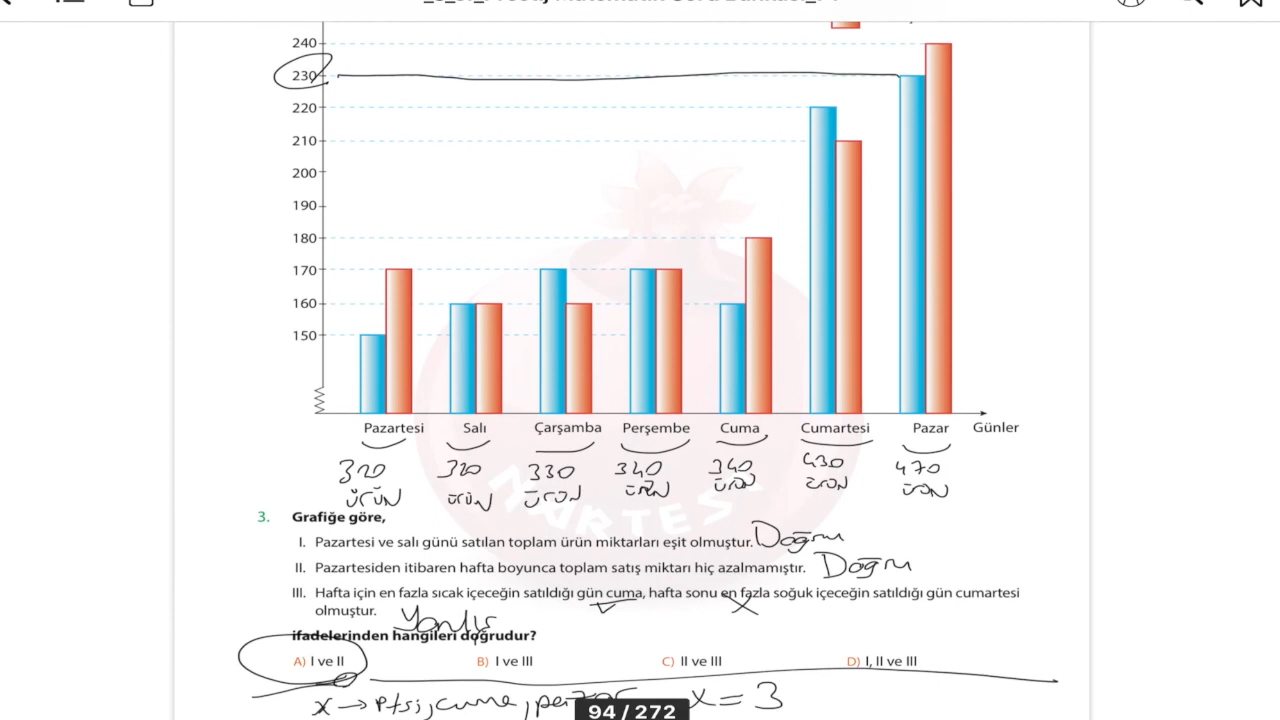 240
230
220
210
200
190
180
170
160
150
Pazartesi Salı Çarşamba Perşembe Cuma Cumartesi Pazar Günler
320 320 330 340 340 430 470
ürün ürün ürün ürün ürün ürün ürün
NARTES
3. Grafiğe göre,
I. Pazartesi ve salı günü satılan toplam ürün miktarları eşit olmuştur. Doğru
II. Pazartesiden itibaren hafta boyunca toplam satış miktarı hiç azalmamıştır. Doğru
III. Hafta için en fazla sıcak içeceğin satıldığı gün cuma, hafta sonu en fazla soğuk içeceğin satıldığı gün cumartesi
olmuştur. Yanlış
ifadelerinden hangileri doğrudur?
A) I ve II B) I ve III C) II ve III D) I, II ve III
x → Ptsi, cuma, pazar x = 3
94 / 272